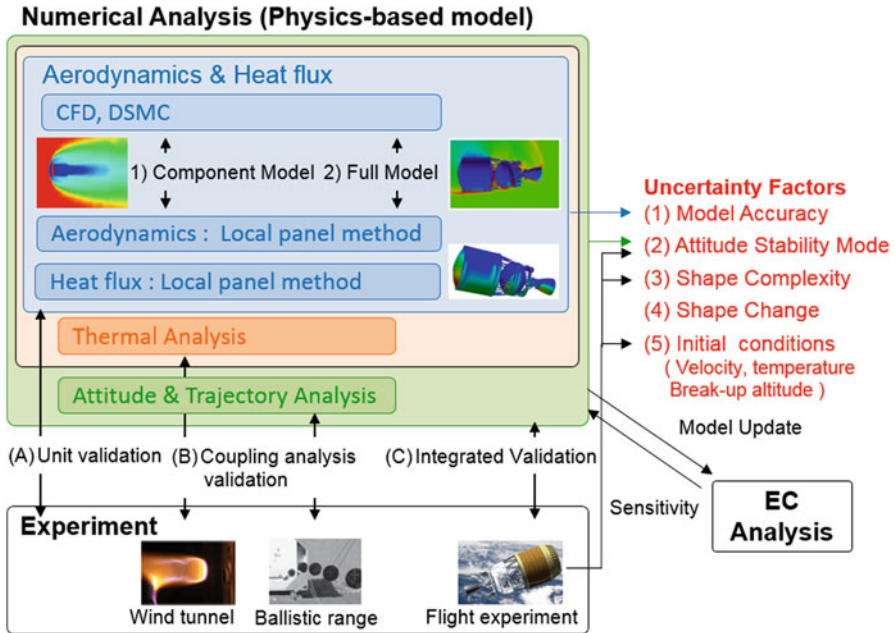 Numerical Analysis (Physics-based model)
Aerodynamics & Heat flux
CFD, DSMC
1) Component Model 2) Full Model
Aerodynamics : Local panel method
Heat flux : Local panel method
Thermal Analysis
Attitude & Trajectory Analysis
Uncertainty Factors
(1) Model Accuracy
(2) Attitude Stability Mode
(3) Shape Complexity
(4) Shape Change
(5) Initial conditions
( Velocity, temperature
Break-up altitude )
(A) Unit validation
(B) Coupling analysis
validation
(C) Integrated Validation
Model Update
Sensitivity
EC
Analysis
Experiment
Wind tunnel
Ballistic range
Flight experiment